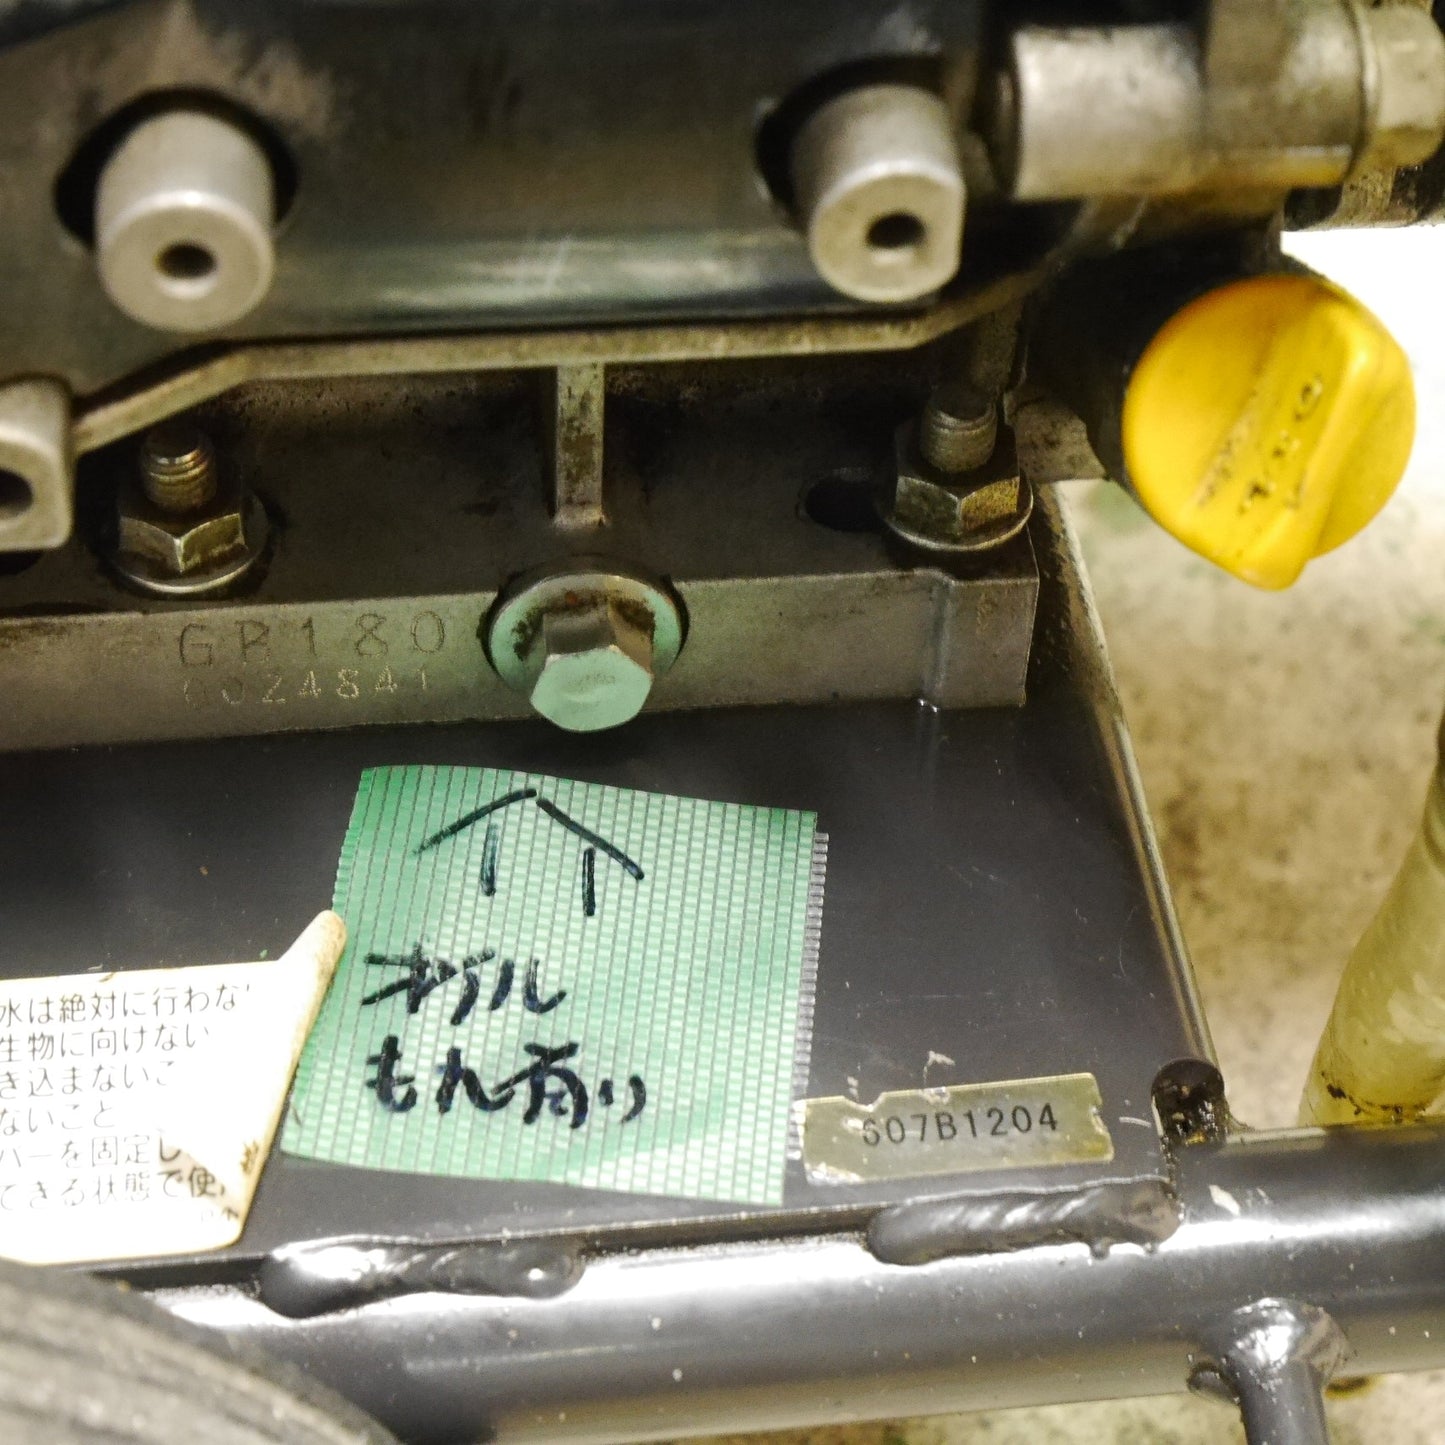 GB180
0024841
オイル
もれ有り
607B1204
水は絶対に行わな
生物に向けない
き込まないこ
ないこと
バーを固定し
できる状態で使